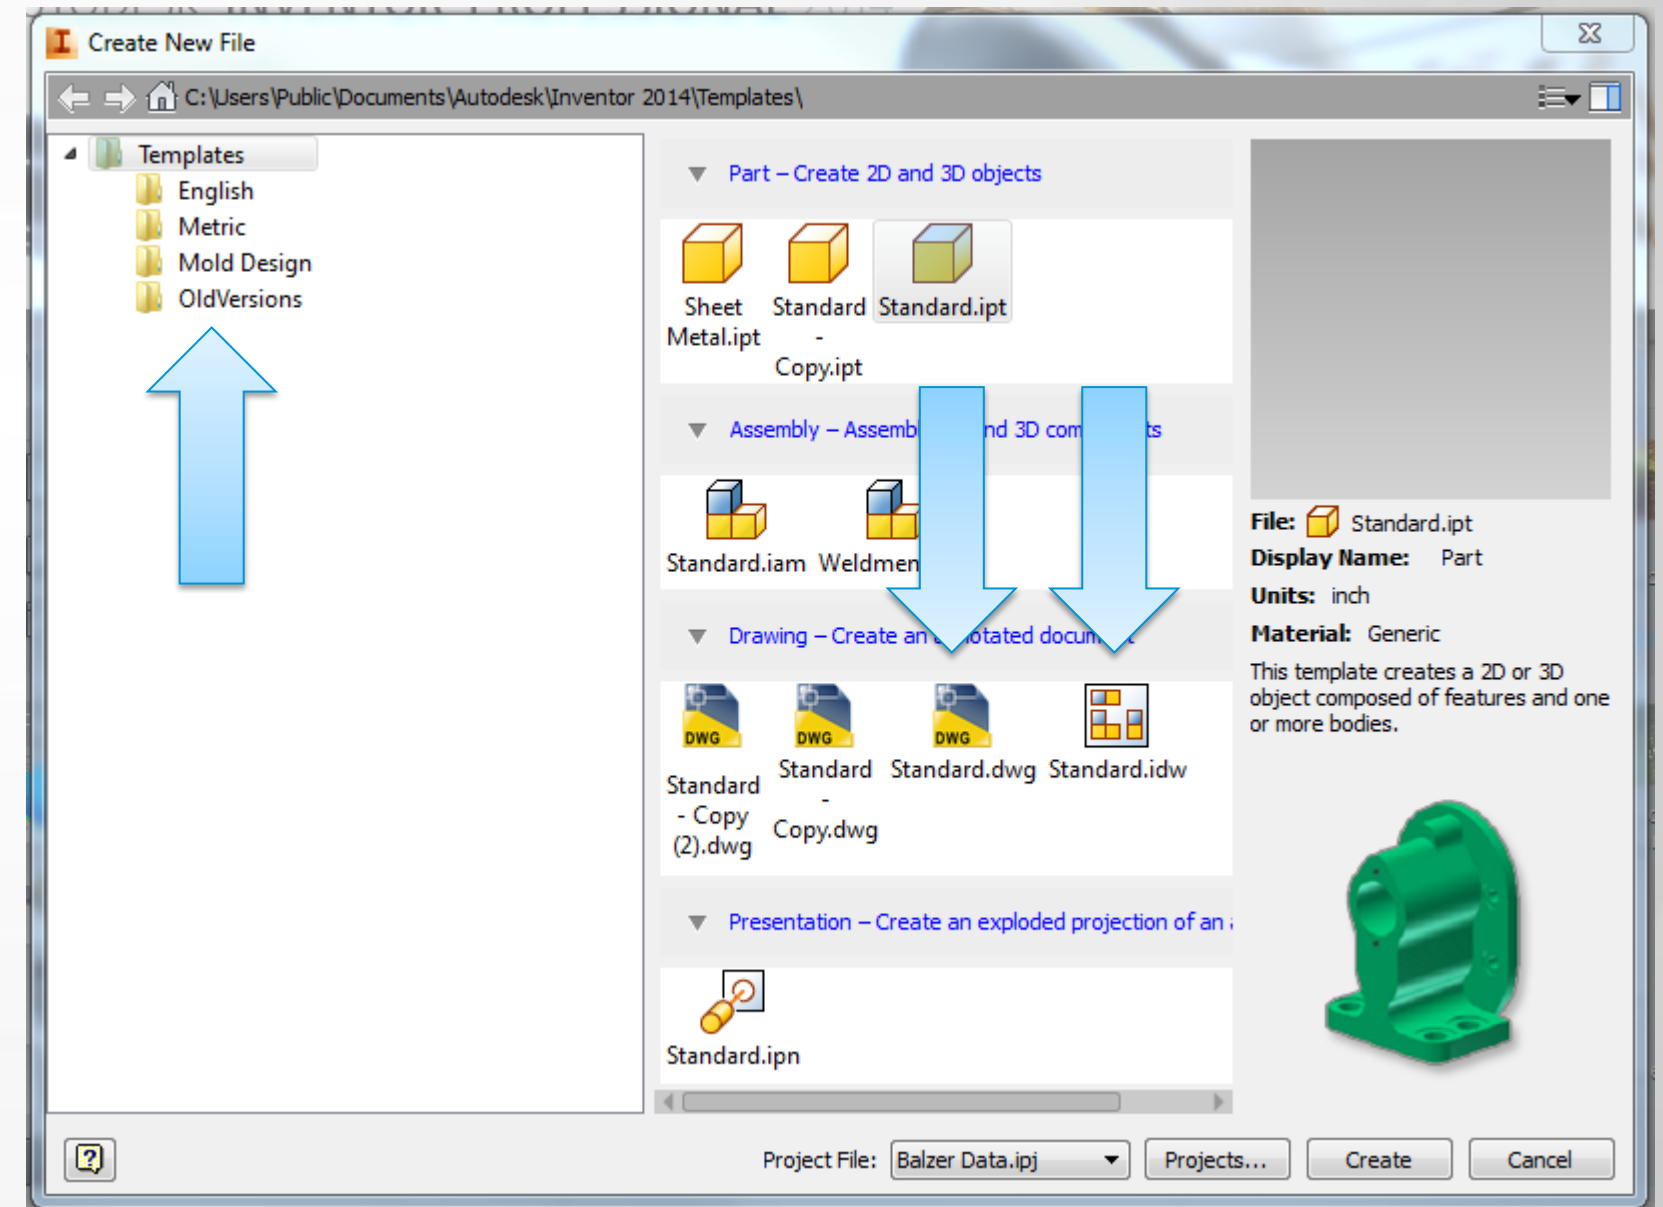 INVENTOR PROFESSIONAL 2014
Create New File
C:\Users\Public\Documents\Autodesk\Inventor 2014\Templates\
Templates
English
Metric
Mold Design
OldVersions
Part – Create 2D and 3D objects
Sheet
Metal.ipt
Standard
-
Copy.ipt
Standard.ipt
Assembly – Assemb nd 3D com ts
Standard.iam
Weldmen
Drawing – Create an annotated document
DWG
DWG
DWG
Standard
- Copy
(2).dwg
Standard
-
Copy.dwg
Standard.dwg
Standard.idw
Presentation – Create an exploded projection of an a
Standard.ipn
File: Standard.ipt
Display Name: Part
Units: inch
Material: Generic
This template creates a 2D or 3D
object composed of features and one
or more bodies.
Project File: Balzer Data.ipj
Projects...
Create
Cancel